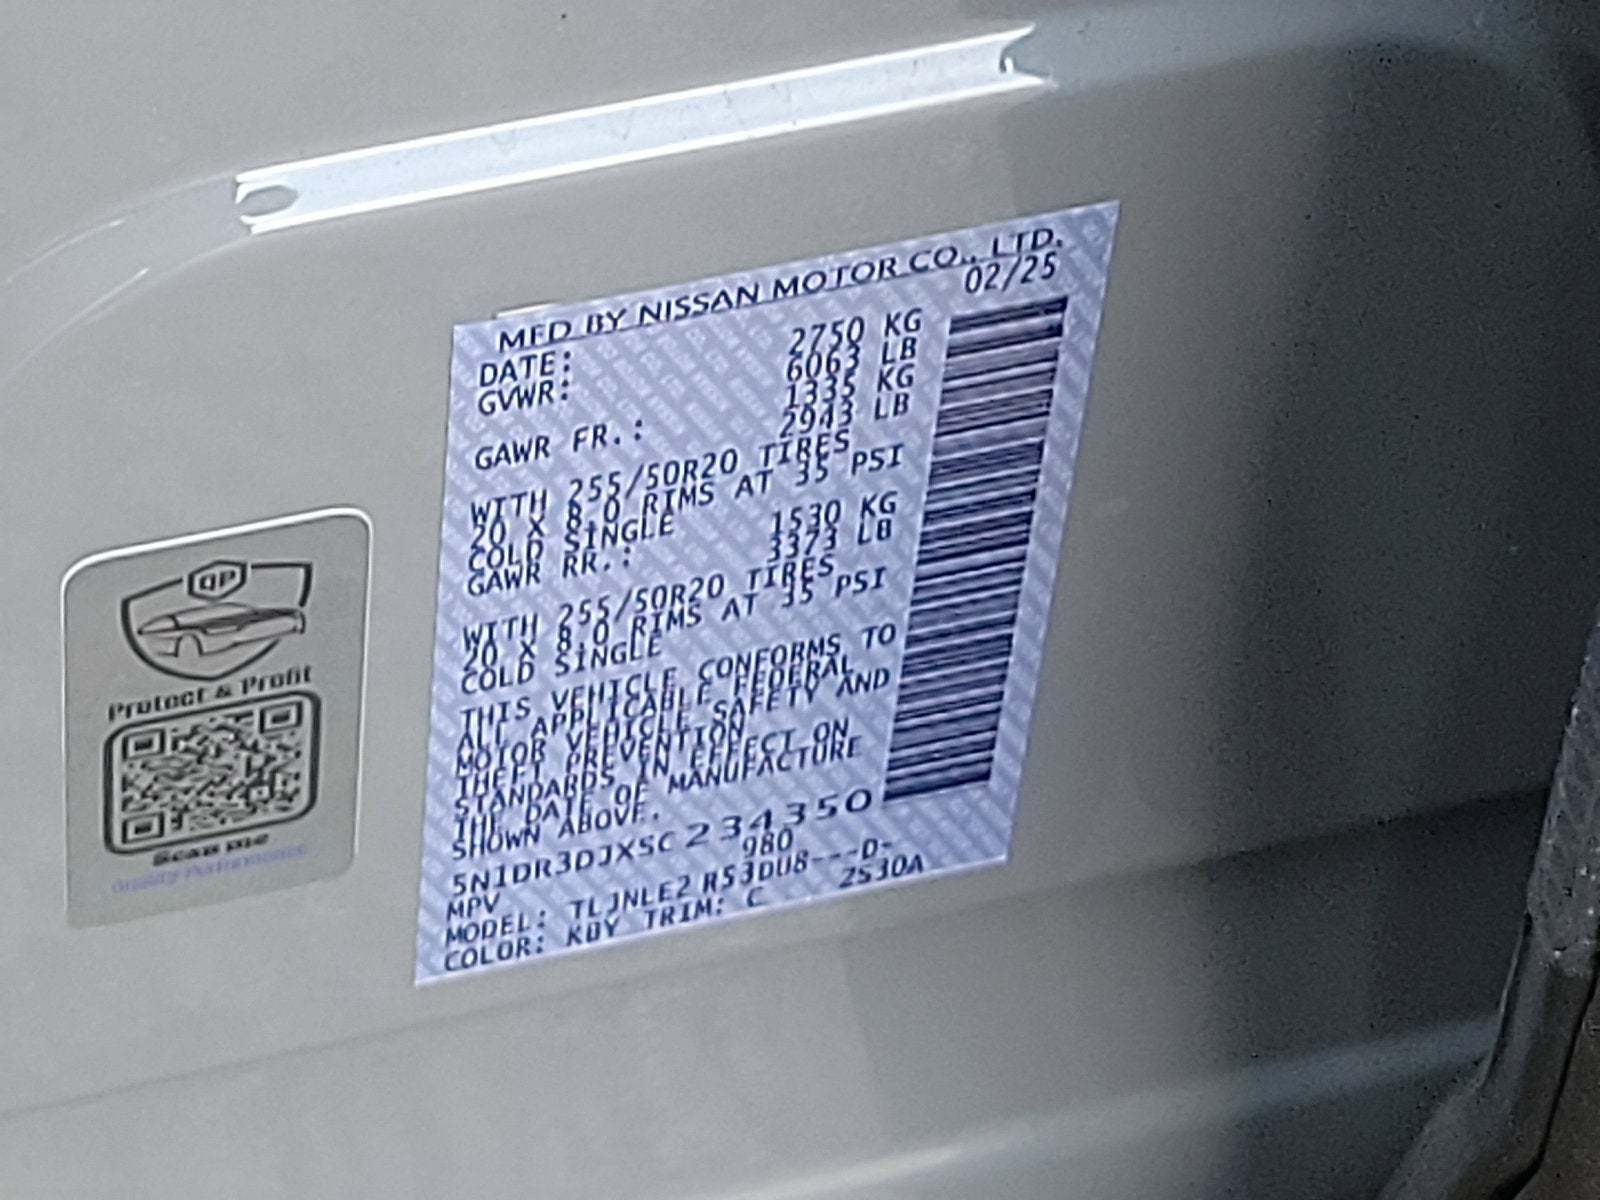 MFD BY NISSAN MOTOR CO., LTD.
DATE: 02/25
GVWR: 2750 KG
6063 LB
GAWR FR.: 1335 KG
2943 LB
WITH 255/50R20 TIRES
20 X 8.0 RIMS AT 35 PSI
COLD SINGLE
GAWR RR.: 1530 KG
3373 LB
WITH 255/50R20 TIRES
20 X 8.0 RIMS AT 35 PSI
COLD SINGLE
THIS VEHICLE CONFORMS TO
ALL APPLICABLE FEDERAL
MOTOR VEHICLE SAFETY AND
THEFT PREVENTION
STANDARDS IN EFFECT ON
THE DATE OF MANUFACTURE
SHOWN ABOVE.
5N1DR3DJXSC234350
MPV 980
MODEL: TLJNLE2 R53DU8---D-
COLOR: KBY TRIM: C 2S30A
QP
Protect & Profit
Scan Me
Quality Performance